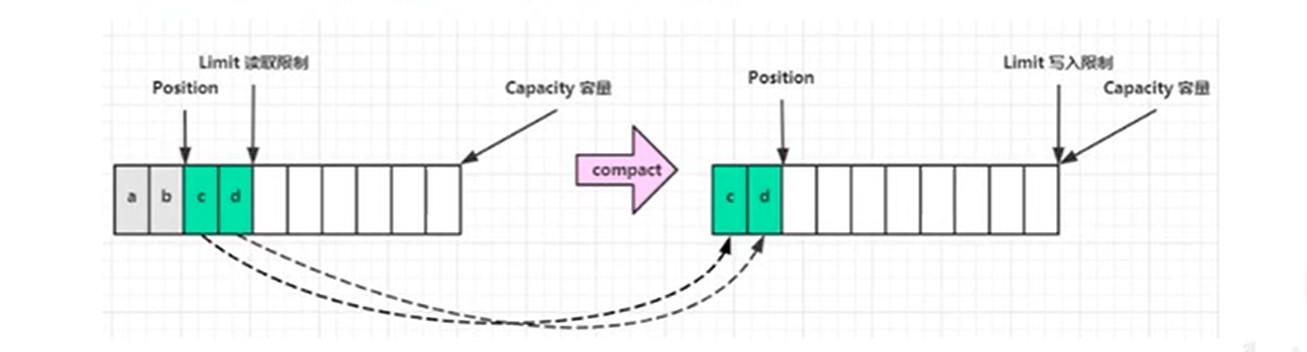 Limit 读取限制
Position
Capacity 容量
a b c d
compact
Limit 写入限制
Position
Capacity 容量
c d